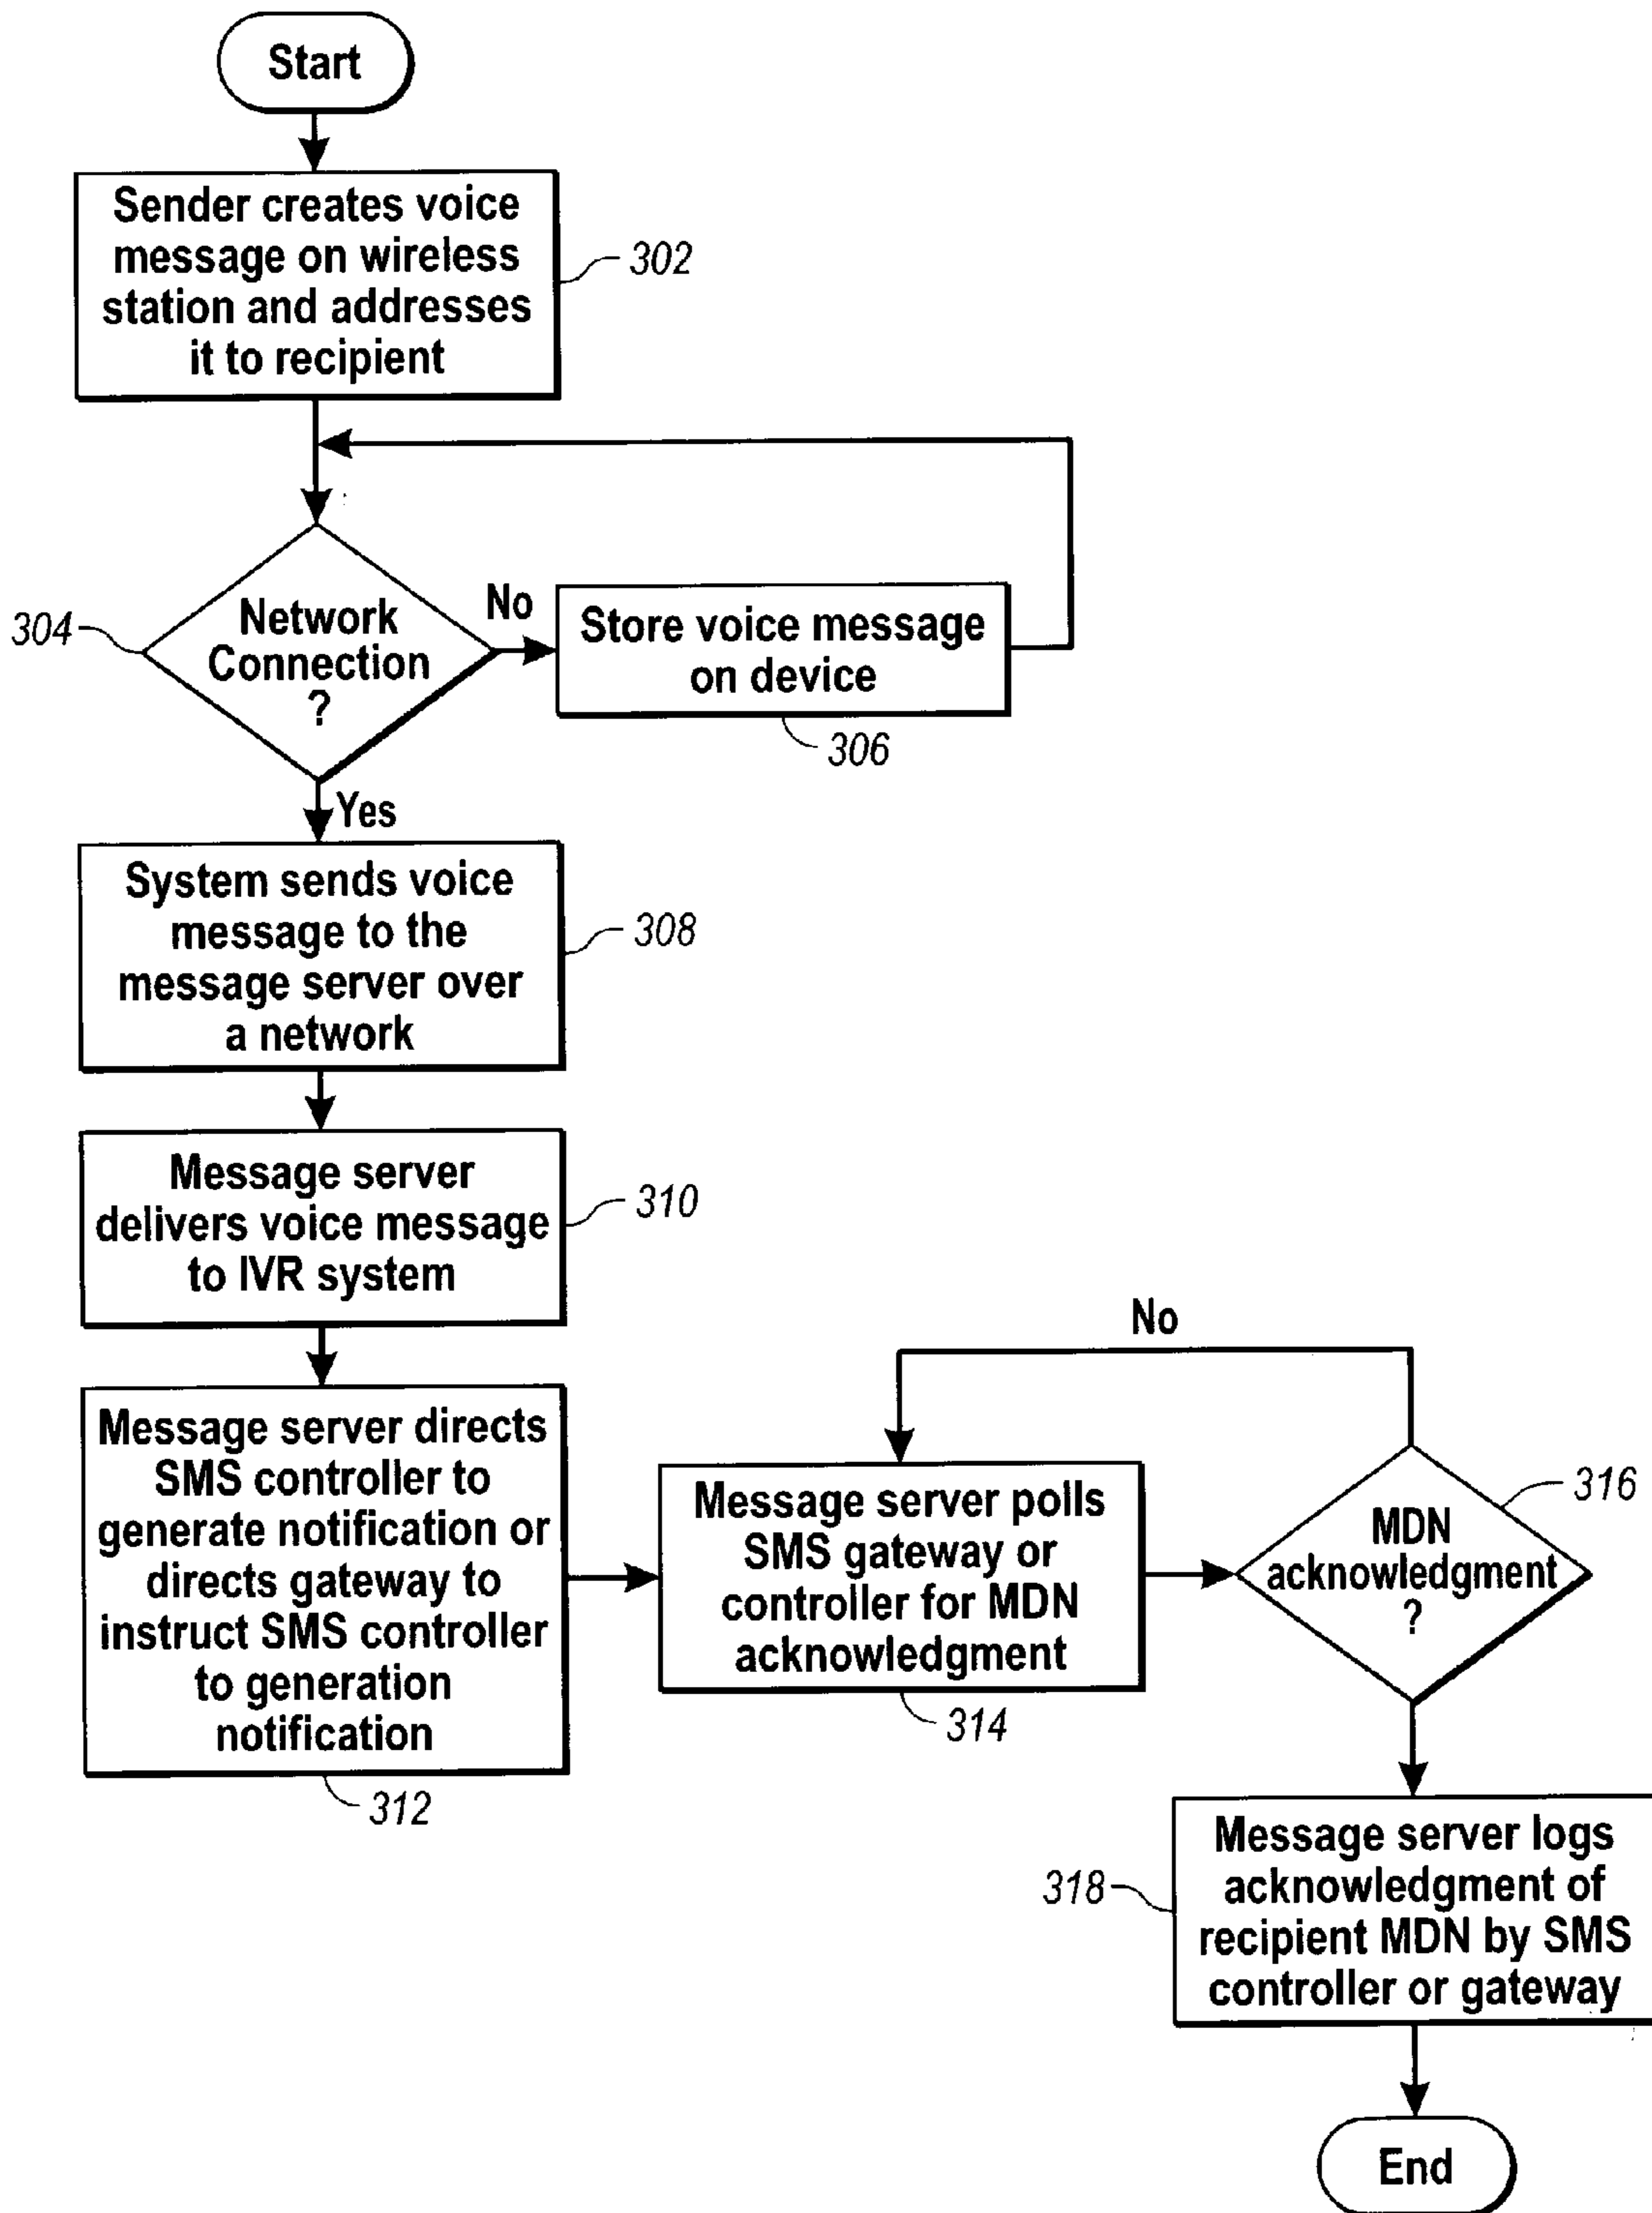 Start
Sender creates voice
message on wireless
station and addresses
it to recipient
302
304
Network
Connection
?
No
Store voice message
on device
306
Yes
System sends voice
message to the
message server over
a network
308
Message server
delivers voice message
to IVR system
310
Message server directs
SMS controller to
generate notification or
directs gateway to
instruct SMS controller
to generation
notification
312
Message server polls
SMS gateway or
controller for MDN
acknowledgment
314
No
MDN
acknowledgment
?
316
Message server logs
acknowledgment of
recipient MDN by SMS
controller or gateway
318
End